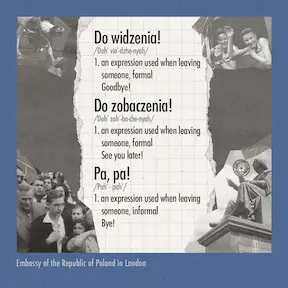 Do widzenia!
/Doh' vie'-dzhe-nyah/
1. an expression used when leaving
someone, formal
Goodbye!
Do zobaczenia!
/Doh' zoh'-ba-che-nyah/
1. an expression used when leaving
someone, formal
See you later!
Pa, pa!
/Pah' - pah'/
1. an expression used when leaving
someone, informal
Bye!
Embassy of the Republic of Poland in London